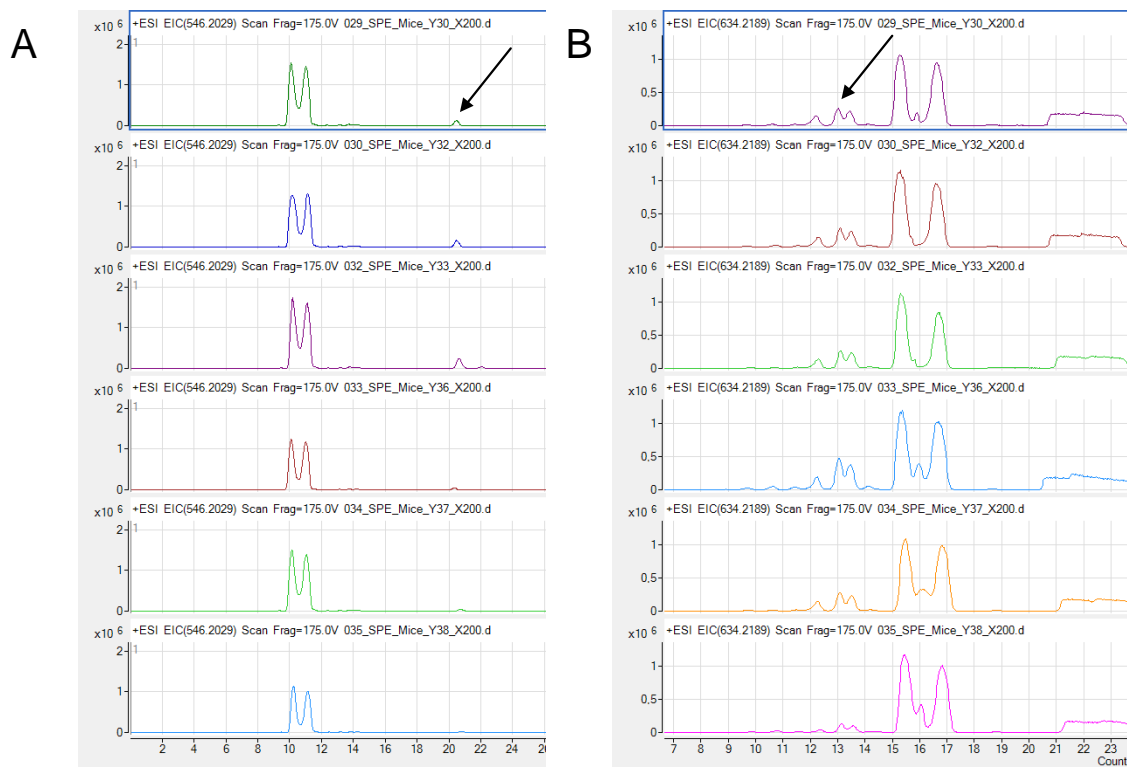 A
x10 6 +ESI EIC(546.2029) Scan Frag=175.0V 029_SPE_Mice_Y30_X200.d
1
2
1
0
x10 6 +ESI EIC(546.2029) Scan Frag=175.0V 030_SPE_Mice_Y32_X200.d
1
2
1
0
x10 6 +ESI EIC(546.2029) Scan Frag=175.0V 032_SPE_Mice_Y33_X200.d
1
2
1
0
x10 6 +ESI EIC(546.2029) Scan Frag=175.0V 033_SPE_Mice_Y36_X200.d
1
2
1
0
x10 6 +ESI EIC(546.2029) Scan Frag=175.0V 034_SPE_Mice_Y37_X200.d
1
2
1
0
x10 6 +ESI EIC(546.2029) Scan Frag=175.0V 035_SPE_Mice_Y38_X200.d
1
2
1
0
2 4 6 8 10 12 14 16 18 20 22 24
B
x10 6 +ESI EIC(634.2189) Scan Frag=175.0V 029_SPE_Mice_Y30_X200.d
1
0.5
0
x10 6 +ESI EIC(634.2189) Scan Frag=175.0V 030_SPE_Mice_Y32_X200.d
1
0.5
0
x10 6 +ESI EIC(634.2189) Scan Frag=175.0V 032_SPE_Mice_Y33_X200.d
1
0.5
0
x10 6 +ESI EIC(634.2189) Scan Frag=175.0V 033_SPE_Mice_Y36_X200.d
1
0.5
0
x10 6 +ESI EIC(634.2189) Scan Frag=175.0V 034_SPE_Mice_Y37_X200.d
1
0.5
0
x10 6 +ESI EIC(634.2189) Scan Frag=175.0V 035_SPE_Mice_Y38_X200.d
1
0.5
0
7 8 9 10 11 12 13 14 15 16 17 18 19 20 21 22 23
Count